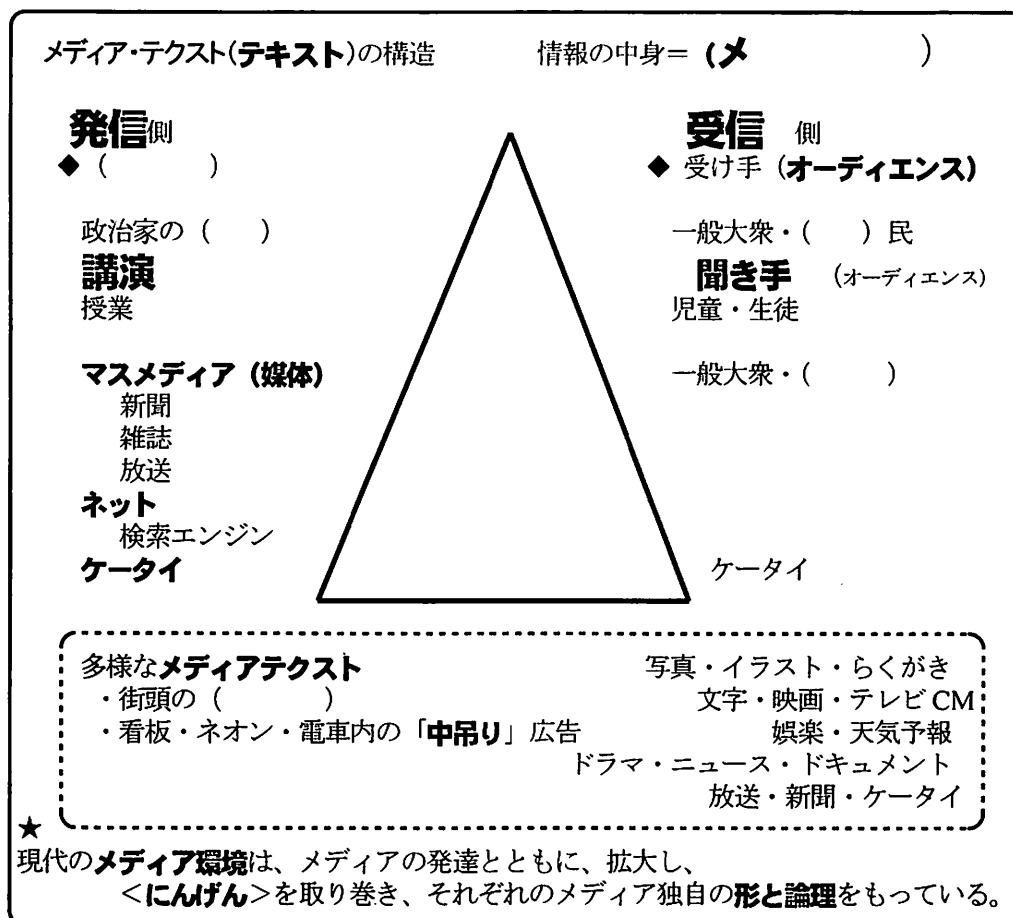 メディア・テクスト(テキスト)の構造　情報の中身＝（メ　　　）
発信側　受信　側
◆（　　　）　◆ 受け手（オーディエンス）
政治家の（　　）　一般大衆・（　　）民
講演　聞き手　（オーディエンス）
授業　児童・生徒
マスメディア（媒体）　一般大衆・（　　　）
新聞
雑誌
放送
ネット
検索エンジン
ケータイ　ケータイ
多様なメディアテクスト　写真・イラスト・らくがき
・街頭の（　　　）　文字・映画・テレビ CM
・看板・ネオン・電車内の「中吊り」広告　娯楽・天気予報
ドラマ・ニュース・ドキュメント
放送・新聞・ケータイ
★
現代のメディア環境は、メディアの発達とともに、拡大し、
＜にんげん＞を取り巻き、それぞれのメディア独自の形と論理をもっている。